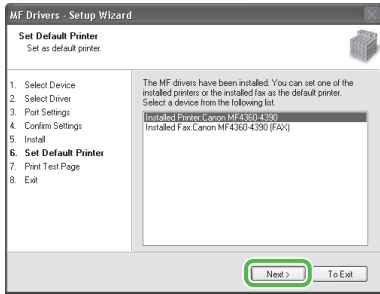 MF Drivers - Setup Wizard
Set Default Printer
Set as default printer.
1. Select Device
2. Select Driver
3. Port Settings
4. Confirm Settings
5. Install
6. Set Default Printer
7. Print Test Page
8. Exit
The MF drivers have been installed. You can set one of the
installed printers or the installed fax as the default printer.
Select a device from the following list.
Installed Printer:Canon MF4360-4390
Installed Fax:Canon MF4360-4390 (FAX)
Next >
To Exit